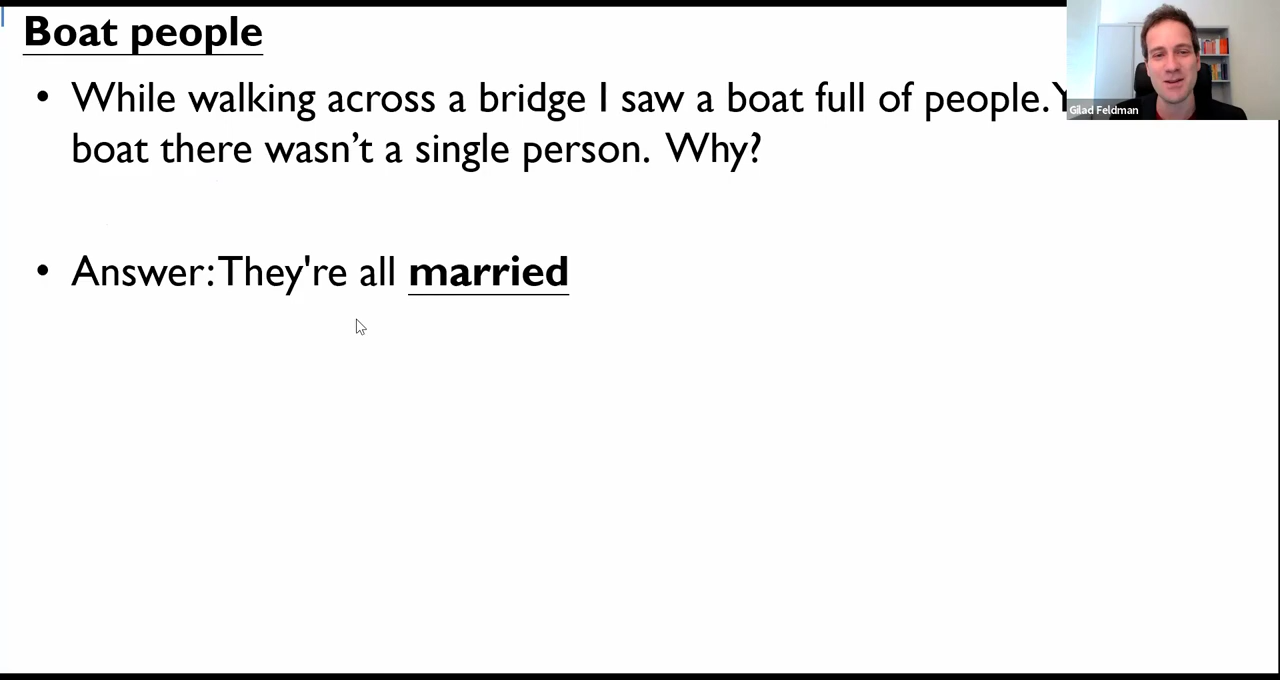 Boat people
• While walking across a bridge I saw a boat full of people.
boat there wasn't a single person. Why?
• Answer: They're all married
Gilad Feldman